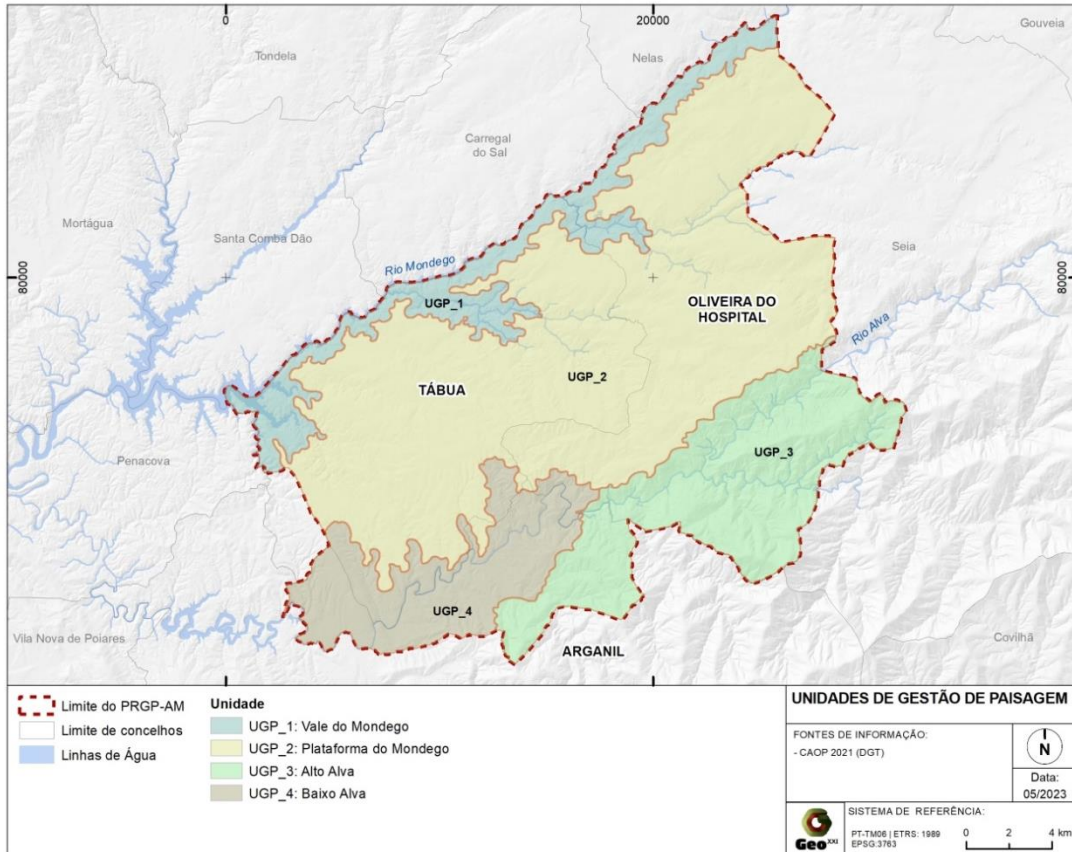 0
20000
Gouveia
Tondela
Nelas
Carregal
do Sal
Mortágua
Santa Comba Dão
Seia
Rio Mondego
80000
80000
UGP_1
OLIVEIRA DO
HOSPITAL
Rio Alva
TÁBUA
UGP_2
Penacova
UGP_3
UGP_4
Vila Nova de Poiares
ARGANIL
Covilhã
Limite do PRGP-AM
Limite de concelhos
Linhas de Água
Unidade
UGP_1: Vale do Mondego
UGP_2: Plataforma do Mondego
UGP_3: Alto Alva
UGP_4: Baixo Alva
UNIDADES DE GESTÃO DE PAISAGEM
FONTES DE INFORMAÇÃO:
- CAOP 2021 (DGT)
N
Data:
05/2023
Geo XXI
SISTEMA DE REFERÊNCIA:
PT-TM06 | ETRS: 1989
EPSG:3763
0 2 4 km